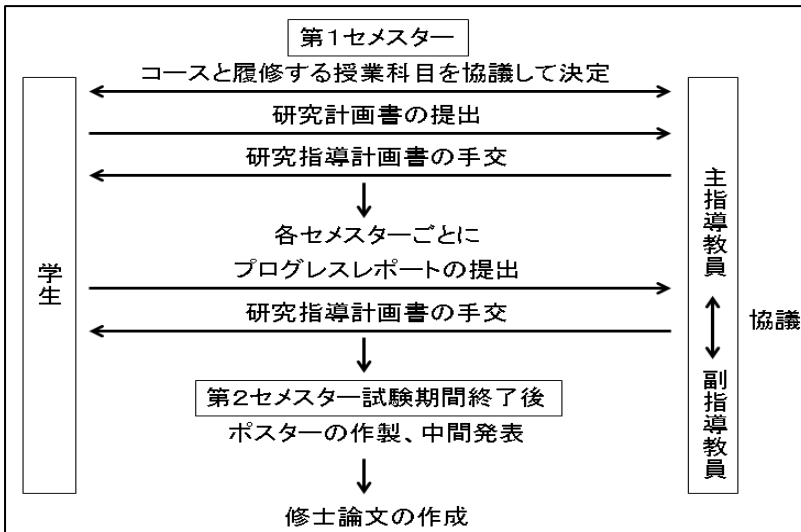 第1セメスター
コースと履修する授業科目を協議して決定
研究計画書の提出
研究指導計画書の手交
各セメスターごとに
プログレスレポートの提出
研究指導計画書の手交
第2セメスター試験期間終了後
ポスターの作製、中間発表
修士論文の作成
学生
主指導教員
副指導教員
協議